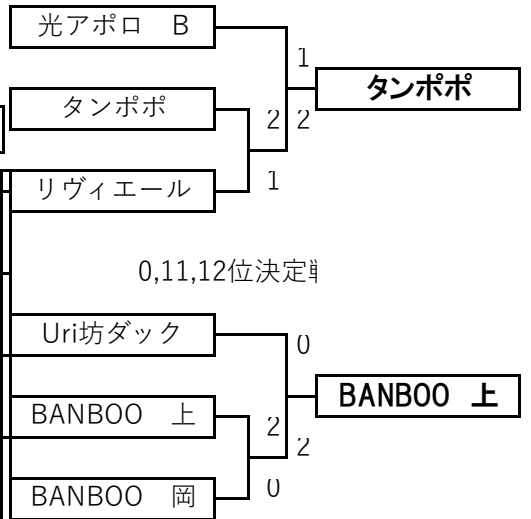 光アポロ　B
1
タンポポ
タンポポ
2 2
リヴィエール
1
0,11,12位決定戦
Uri坊ダック
0
BANBOO　上
BANBOO　上
2
2
BANBOO　岡
0